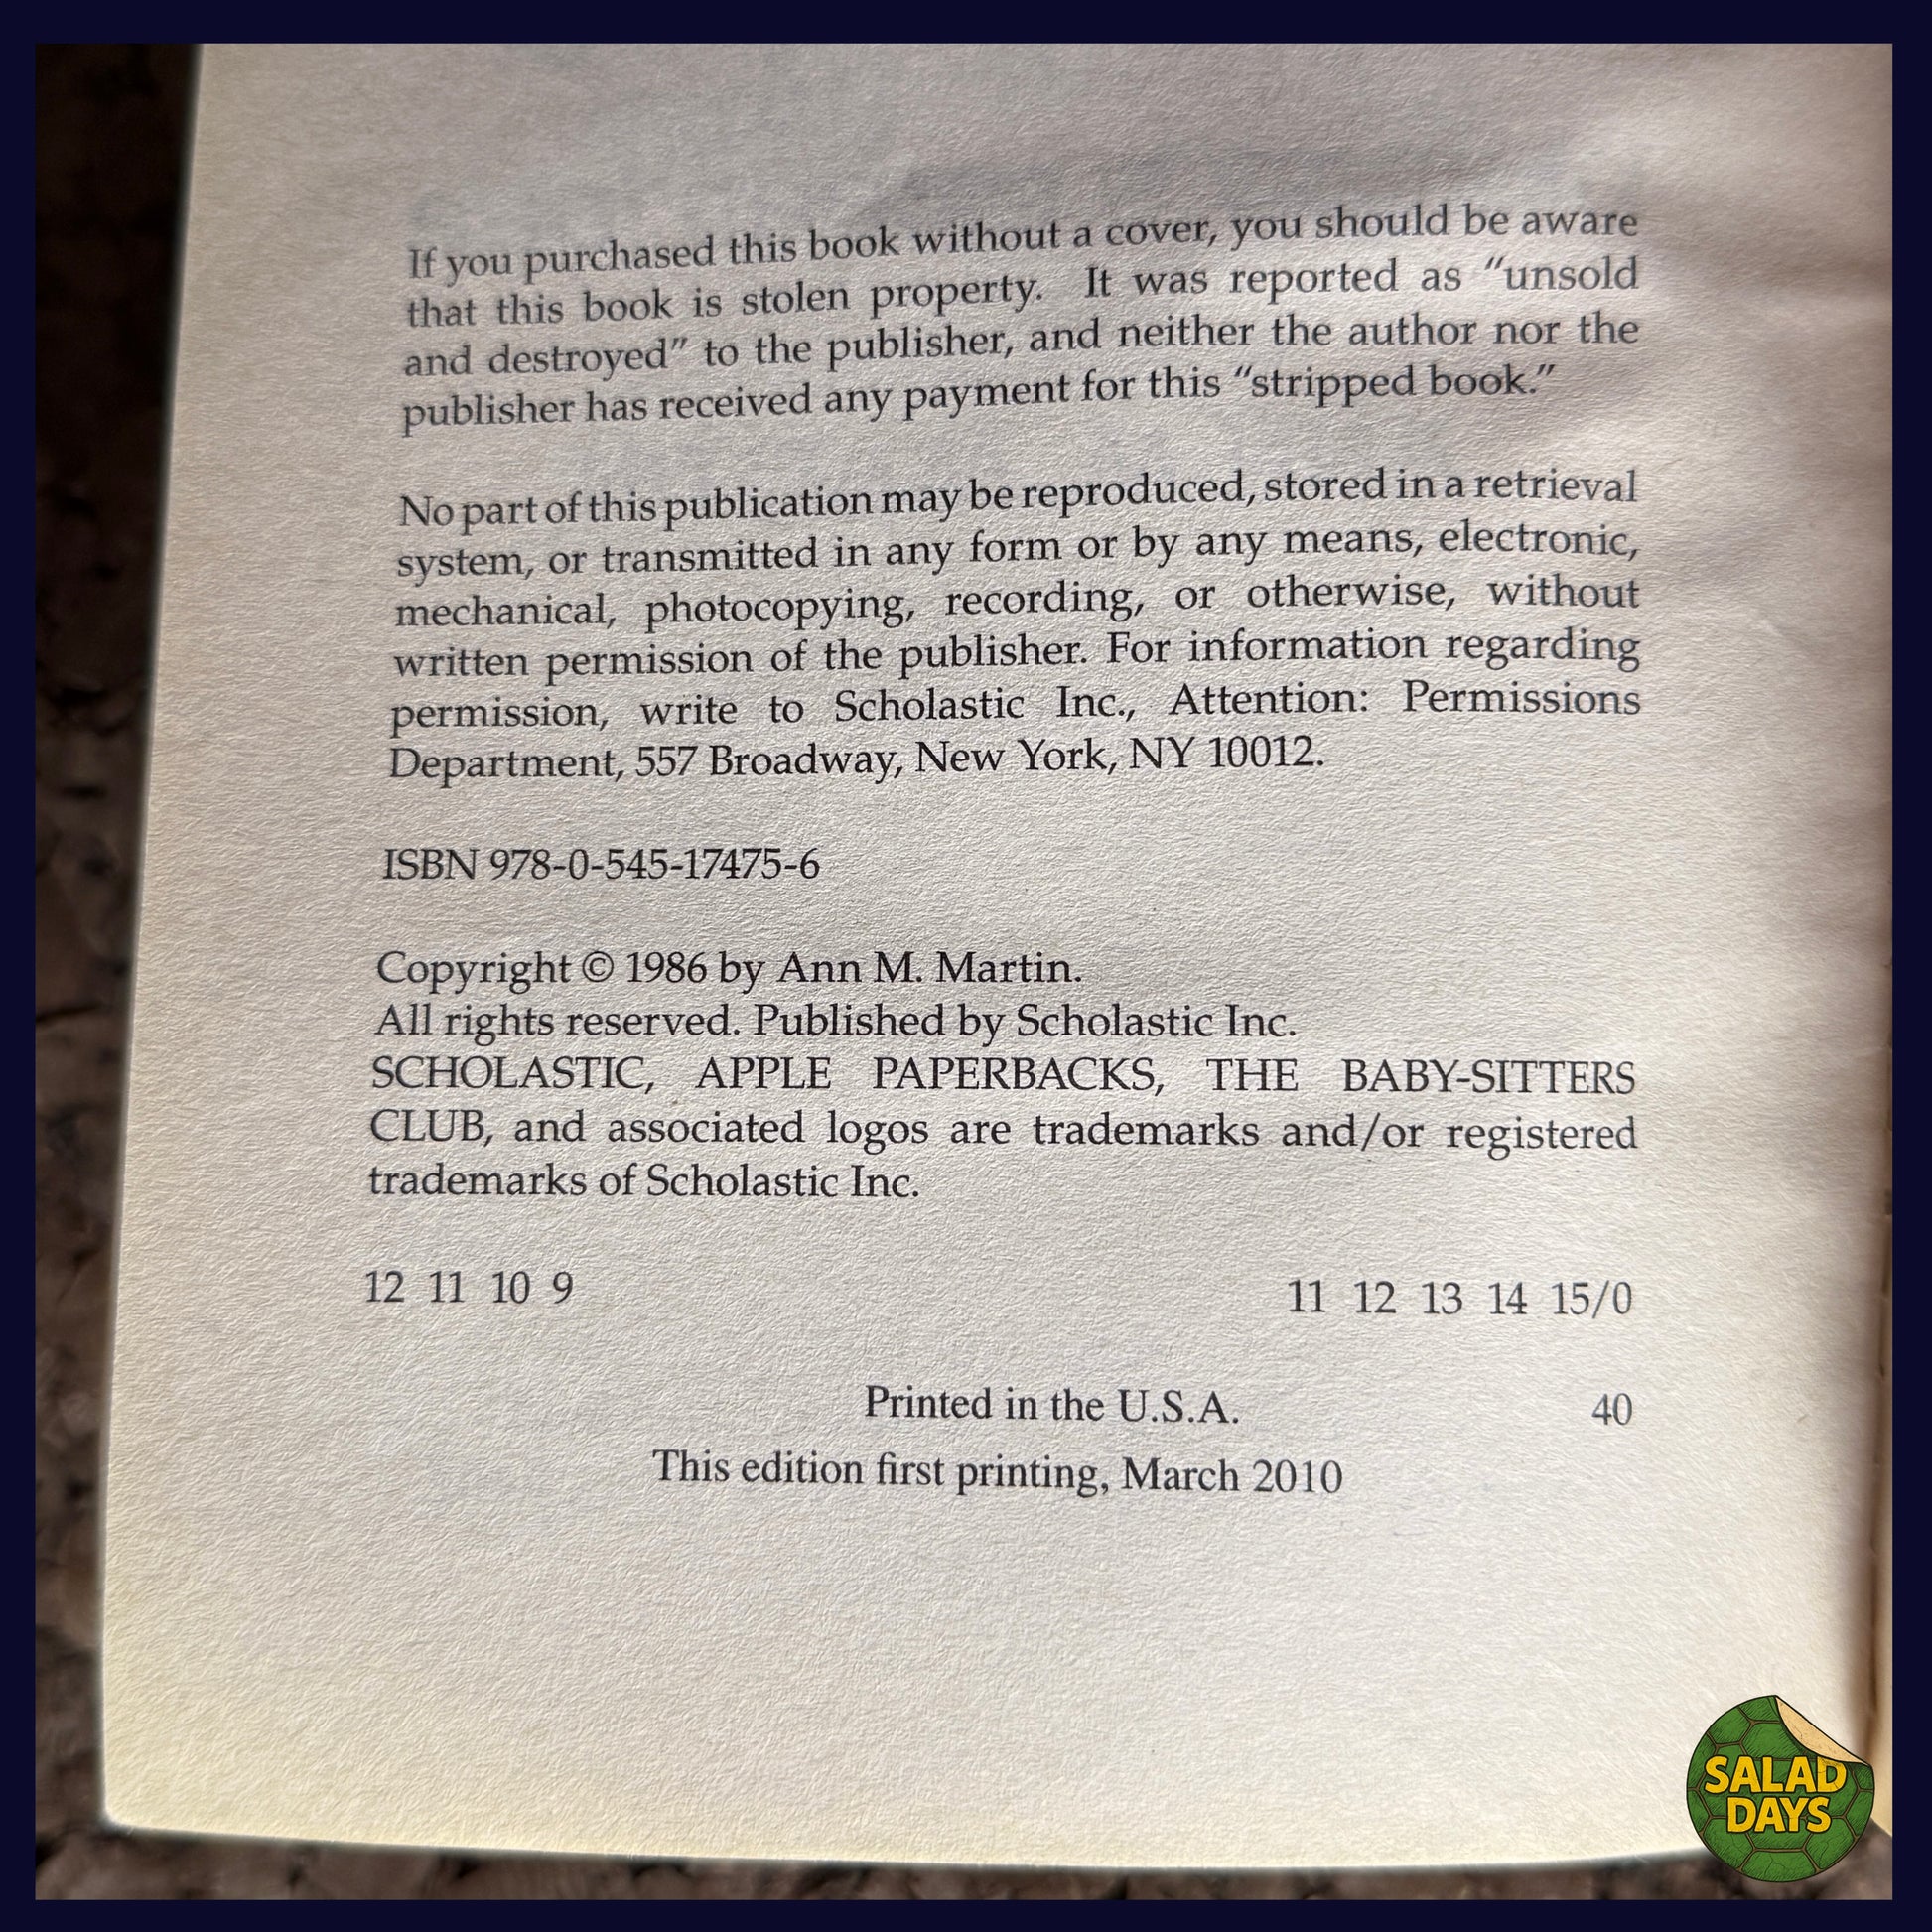 If you purchased this book without a cover, you should be aware
that this book is stolen property. It was reported as "unsold
and destroyed" to the publisher, and neither the author nor the
publisher has received any payment for this "stripped book."
No part of this publication may be reproduced, stored in a retrieval
system, or transmitted in any form or by any means, electronic,
mechanical, photocopying, recording, or otherwise, without
written permission of the publisher. For information regarding
permission, write to Scholastic Inc., Attention: Permissions
Department, 557 Broadway, New York, NY 10012.
ISBN 978-0-545-17475-6
Copyright © 1986 by Ann M. Martin.
All rights reserved. Published by Scholastic Inc.
SCHOLASTIC, APPLE PAPERBACKS, THE BABY-SITTERS
CLUB, and associated logos are trademarks and/or registered
trademarks of Scholastic Inc.
12 11 10 9 11 12 13 14 15/0
Printed in the U.S.A. 40
This edition first printing, March 2010
SALAD
DAYS